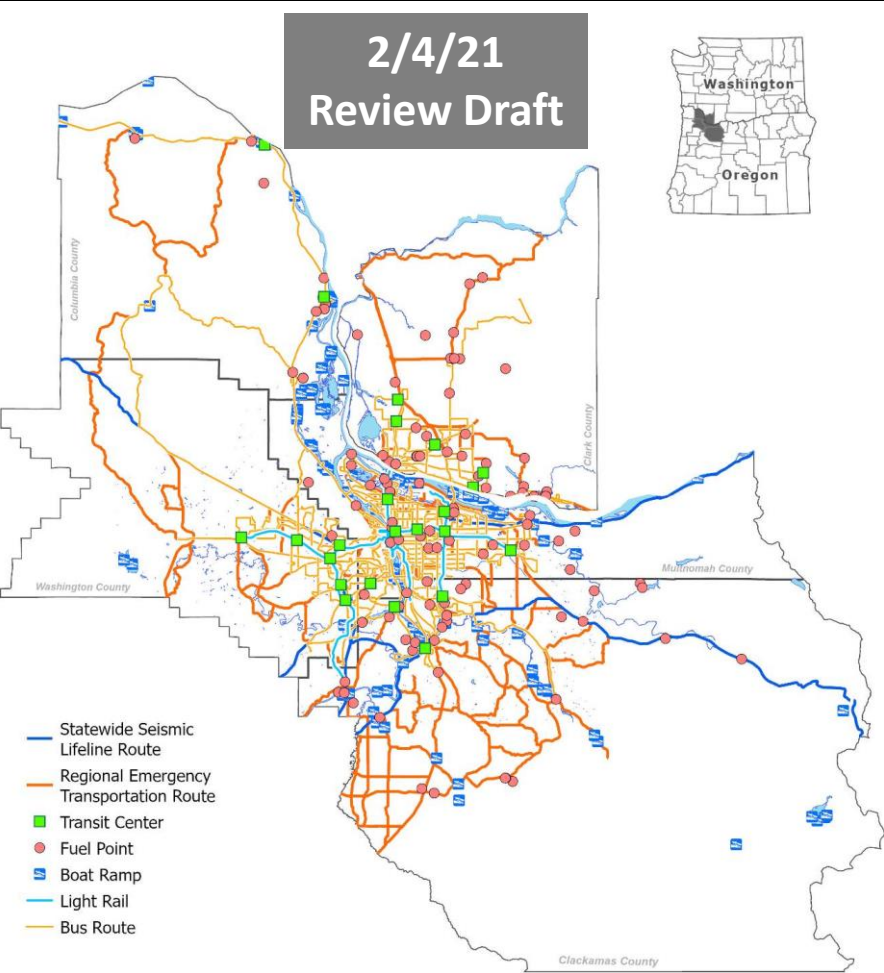 2/4/21
Review Draft
Washington
Oregon
Columbia County
Clark County
Multnomah County
Washington County
Statewide Seismic
Lifeline Route
Regional Emergency
Transportation Route
Transit Center
Fuel Point
Boat Ramp
Light Rail
Bus Route
Clackamas County